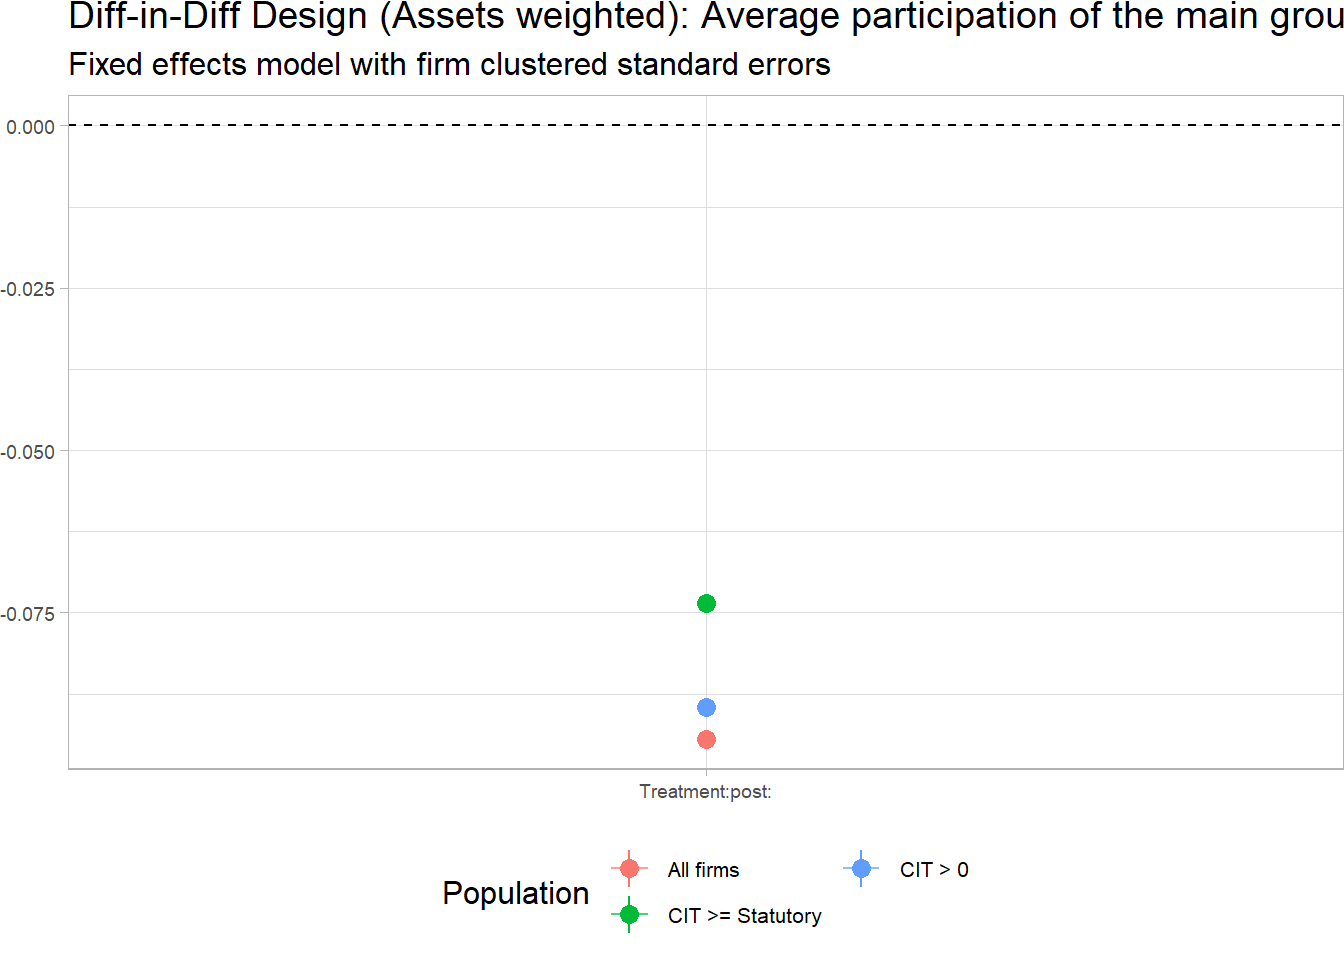 Diff-in-Diff Design (Assets weighted): Average participation of the main grou
Fixed effects model with firm clustered standard errors
0.000
-0.025
-0.050
-0.075
Treatment:post:
Population
All firms
CIT > 0
CIT >= Statutory